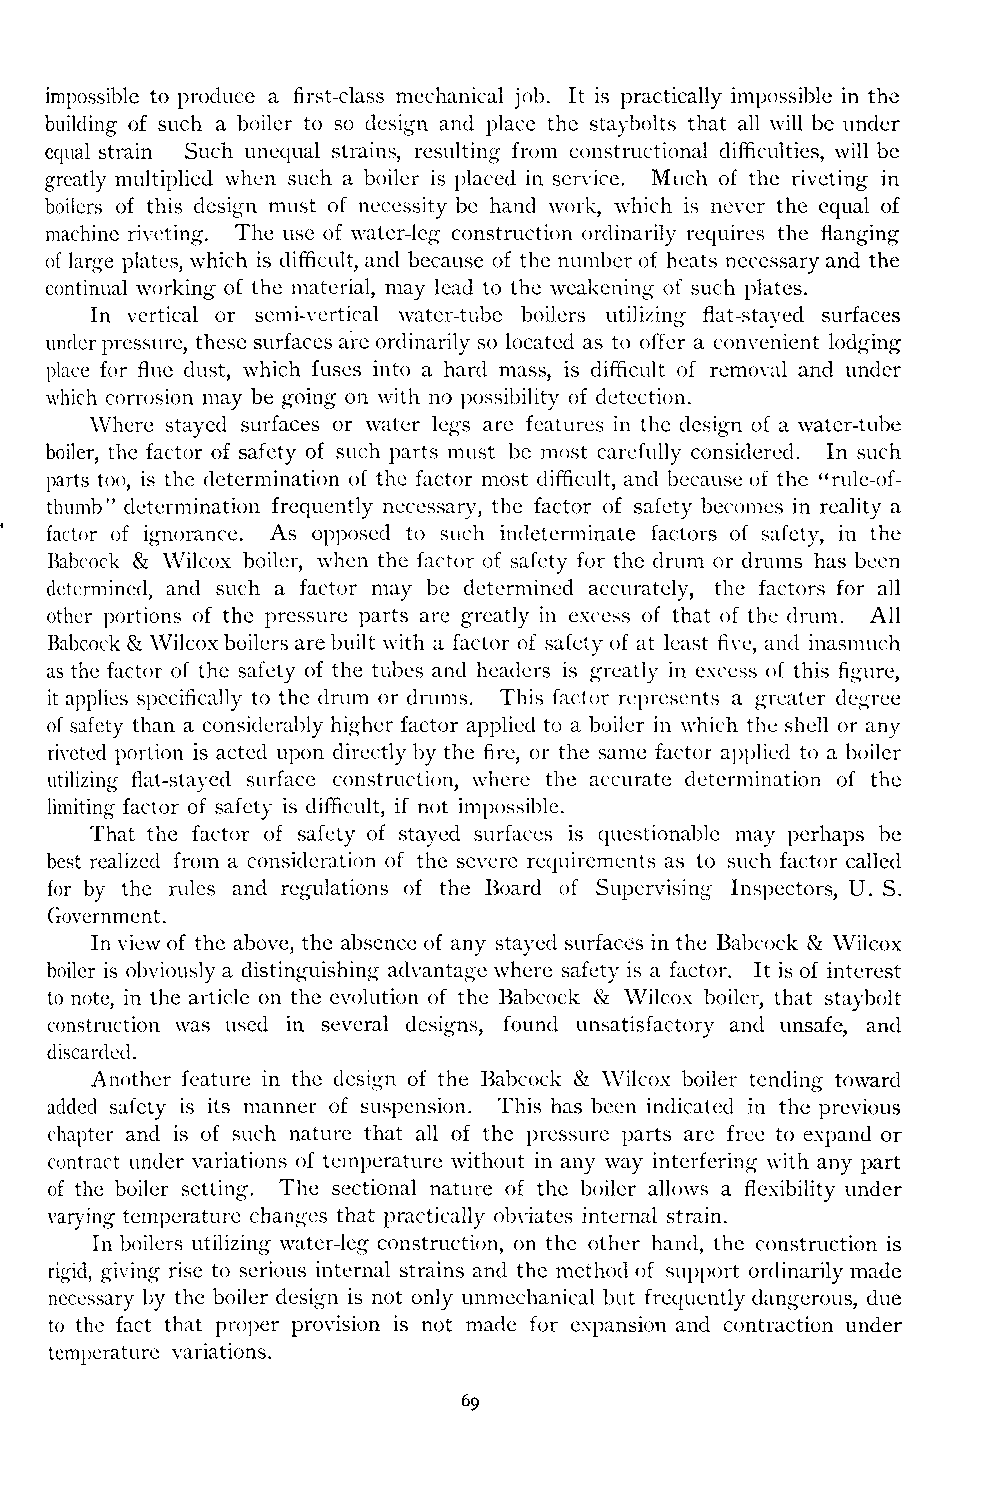 impossible to produce a first-class mechanical job. It is practically impossible in the
building of such a boiler to so design and place the staybolts that all will be under
equal strain Such unequal strains, resulting from constructional difficulties, will be
greatly multiplied when such a boiler is placed in service. Much of the riveting in
boilers of this design must of necessity be hand work, which is never the equal of
machine riveting. The use of water-leg construction ordinarily requires the flanging
of large plates, which is difficult, and because of the number of heats necessary and the
continual working of the material, may lead to the weakening of such plates.
In vertical or semi-vertical water-tube boilers utilizing flat-stayed surfaces
under pressure, these surfaces are ordinarily so located as to offer a convenient lodging
place for flue dust, which fuses into a hard mass, is difficult of removal and under
which corrosion may be going on with no possibility of detection.
Where stayed surfaces or water legs are features in the design of a water-tube
boiler, the factor of safety of such parts must be most carefully considered. In such
parts too, is the determination of the factor most difficult, and because of the “rule-of-
thumb” determination frequently necessary, the factor of safety becomes in reality a
factor of ignorance. As opposed to such indeterminate factors of safety, in the
Babcock & Wilcox boiler, when the factor of safety for the drum or drums has been
determined, and such a factor may be determined accurately, the factors for all
other portions of the pressure parts are greatly in excess of that of the drum. All
Babcock & Wilcox boilers are built with a factor of safety of at least five, and inasmuch
as the factor of the safety of the tubes and headers is greatly in excess of this figure,
it applies specifically to the drum or drums. This factor represents a greater degree
of safety than a considerably higher factor applied to a boiler in which the shell or any
riveted portion is acted upon directly by the fire, or the same factor applied to a boiler
utilizing flat-stayed surface construction, where the accurate determination of the
limiting factor of safety is difficult, if not impossible.
That the factor of safety of stayed surfaces is questionable may perhaps be
best realized from a consideration of the severe requirements as to such factor called
for by the rules and regulations of the Board of Supervising Inspectors, U. S.
Government.
In view of the above, the absence of any stayed surfaces in the Babcock & Wilcox
boiler is obviously a distinguishing advantage where safety is a factor. It is of interest
to note, in the article on the evolution of the Babcock & Wilcox boiler, that staybolt
construction was used in several designs, found unsatisfactory and unsafe, and
discarded.
Another feature in the design of the Babcock & Wilcox boiler tending toward
added safety is its manner of suspension. This has been indicated in the previous
chapter and is of such nature that all of the pressure parts are free to expand or
contract under variations of temperature without in any way interfering with any part
of the boiler setting. The sectional nature of the boiler allows a flexibility under
varying temperature changes that practically obviates internal strain.
In boilers utilizing water-leg construction, on the other hand, the construction is
rigid, giving rise to serious internal strains and the method of support ordinarily made
necessary by the boiler design is not only unmechanical but frequently dangerous, due
to the fact that proper provision is not made for expansion and contraction under
temperature variations.
69